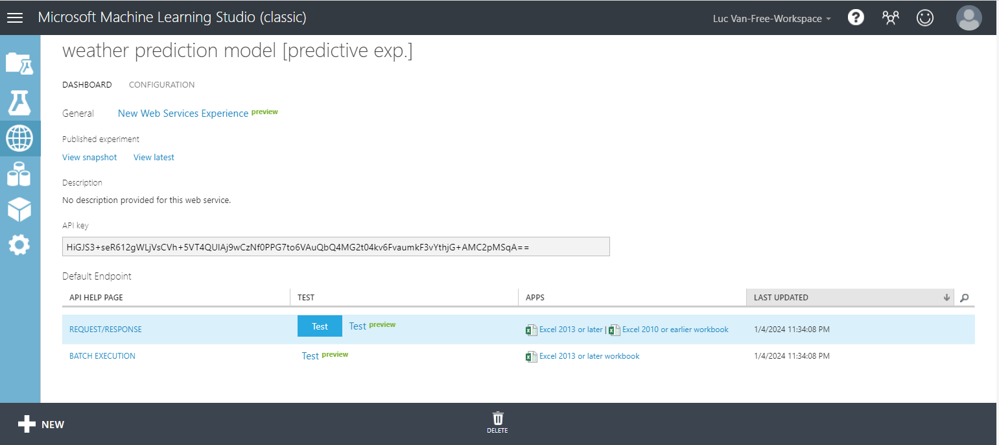 Microsoft Machine Learning Studio (classic)
Luc Van-Free-Workspace
?
weather prediction model [predictive exp.]
DASHBOARD CONFIGURATION
General New Web Services Experience preview
Published experiment
View snapshot View latest
Description
No description provided for this web service.
API key
HiGJS3+seR612gWLjVsCVh+5VT4QUIAj9wCzNf0PPG7to6VAuQbQ4MG2t04kv6FvaumkF3vYthjG+AMC2pMSqA==
Default Endpoint
API HELP PAGE TEST APPS LAST UPDATED
REQUEST/RESPONSE Test Test preview Excel 2013 or later | Excel 2010 or earlier workbook 1/4/2024 11:34:08 PM
BATCH EXECUTION Test preview Excel 2013 or later workbook 1/4/2024 11:34:08 PM
NEW
DELETE